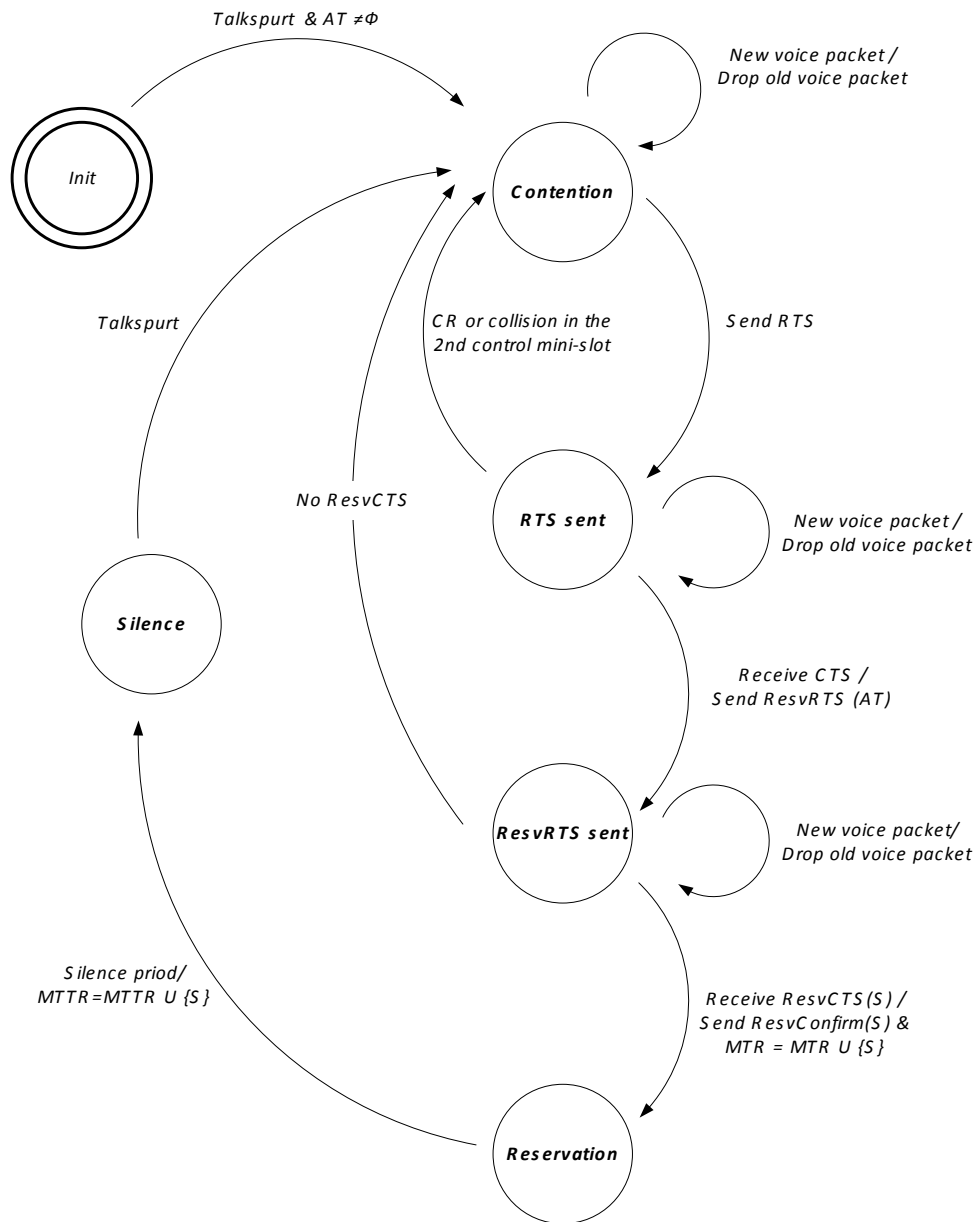 Talkspurt & AT ≠Φ
New voice packet /
Drop old voice packet
Init
Contention
Talkspurt
CR or collision in the
2nd control mini-slot
Send RTS
No ResvCTS
RTS sent
New voice packet /
Drop old voice packet
Silence
Receive CTS /
Send ResvRTS (AT)
ResvRTS sent
New voice packet/
Drop old voice packet
Silence priod/
MTTR=MTTR U {S}
Receive ResvCTS(S) /
Send ResvConfirm(S) &
MTR = MTR U {S}
Reservation